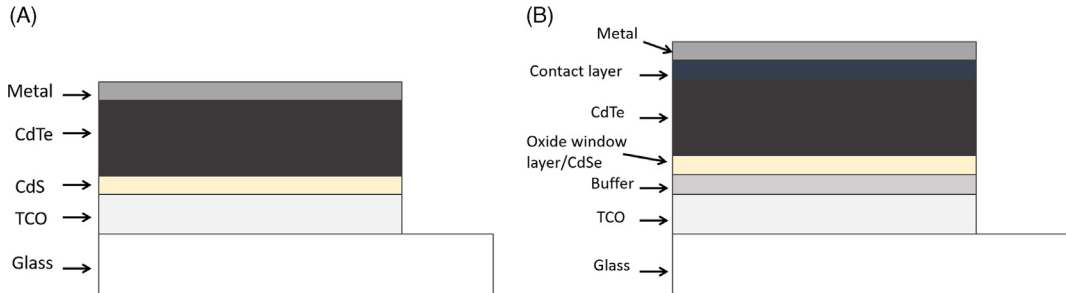 (A)
Metal
CdTe
CdS
TCO
Glass
(B)
Metal
Contact layer
CdTe
Oxide window
layer/CdSe
Buffer
TCO
Glass